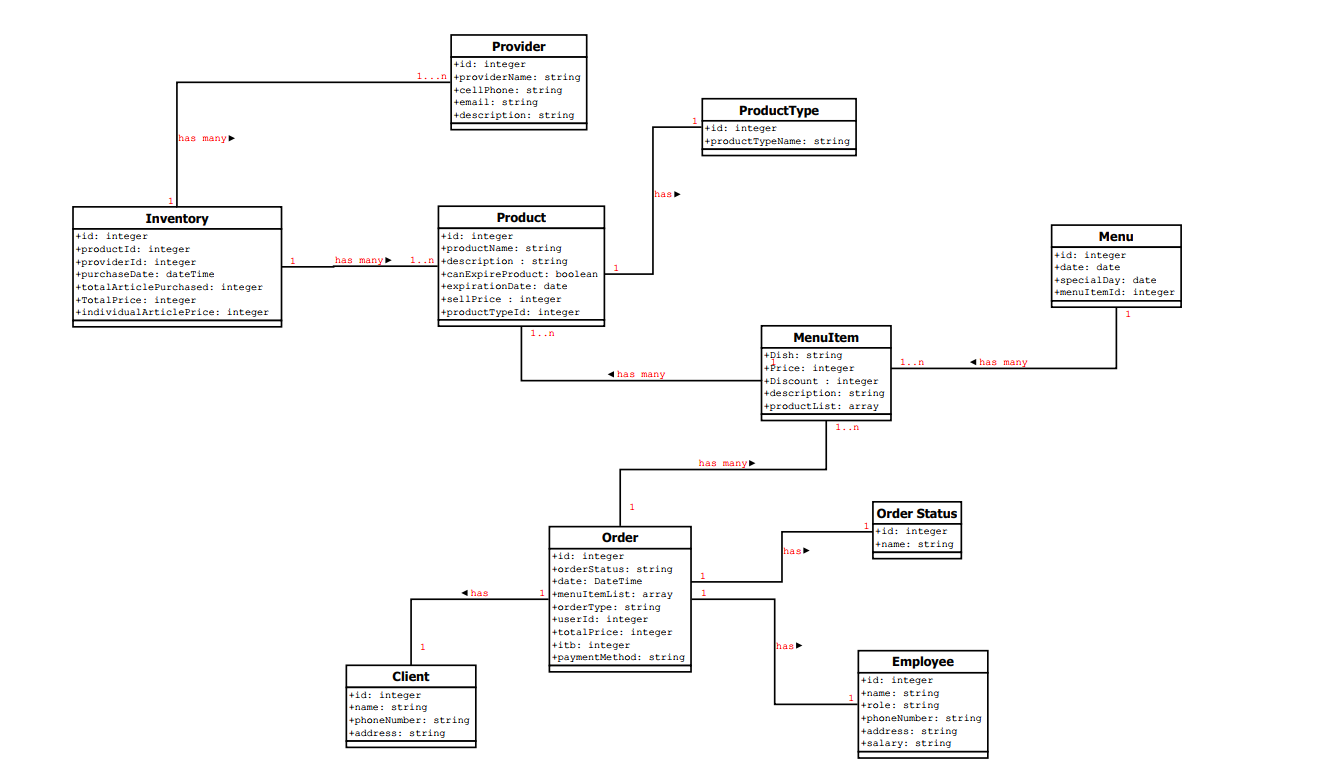 Provider
+id: integer
+providerName: string
+cellPhone: string
+email: string
+description: string
1...n
has many►
1
ProductType
+id: integer
+productTypeName: string
1
has►
1
Inventory
+id: integer
+productId: integer
+providerId: integer
+purchaseDate: dateTime
+totalArticlePurchased: integer
+TotalPrice: integer
+individualArticlePrice: integer
1
has many►
1..n
Product
+id: integer
+productName: string
+description : string
+canExpireProduct: boolean
+expirationDate: date
+sellPrice : integer
+productTypeId: integer
1..n
◄has many
1
Menu
+id: integer
+date: date
+specialDay: date
+menuItemId: integer
1
◄has many
1..n
MenuItem
+Dish: string
+Price: integer
+Discount : integer
+description: string
+productList: array
1..n
has many►
1
Order
+id: integer
+orderStatus: string
+date: DateTime
+menuItemList: array
+orderType: string
+userId: integer
+totalPrice: integer
+itb: integer
+paymentMethod: string
1
has►
1
Order Status
+id: integer
+name: string
1
has►
1
Employee
+id: integer
+name: string
+role: string
+phoneNumber: string
+address: string
+salary: string
1
◄has
1
Client
+id: integer
+name: string
+phoneNumber: string
+address: string